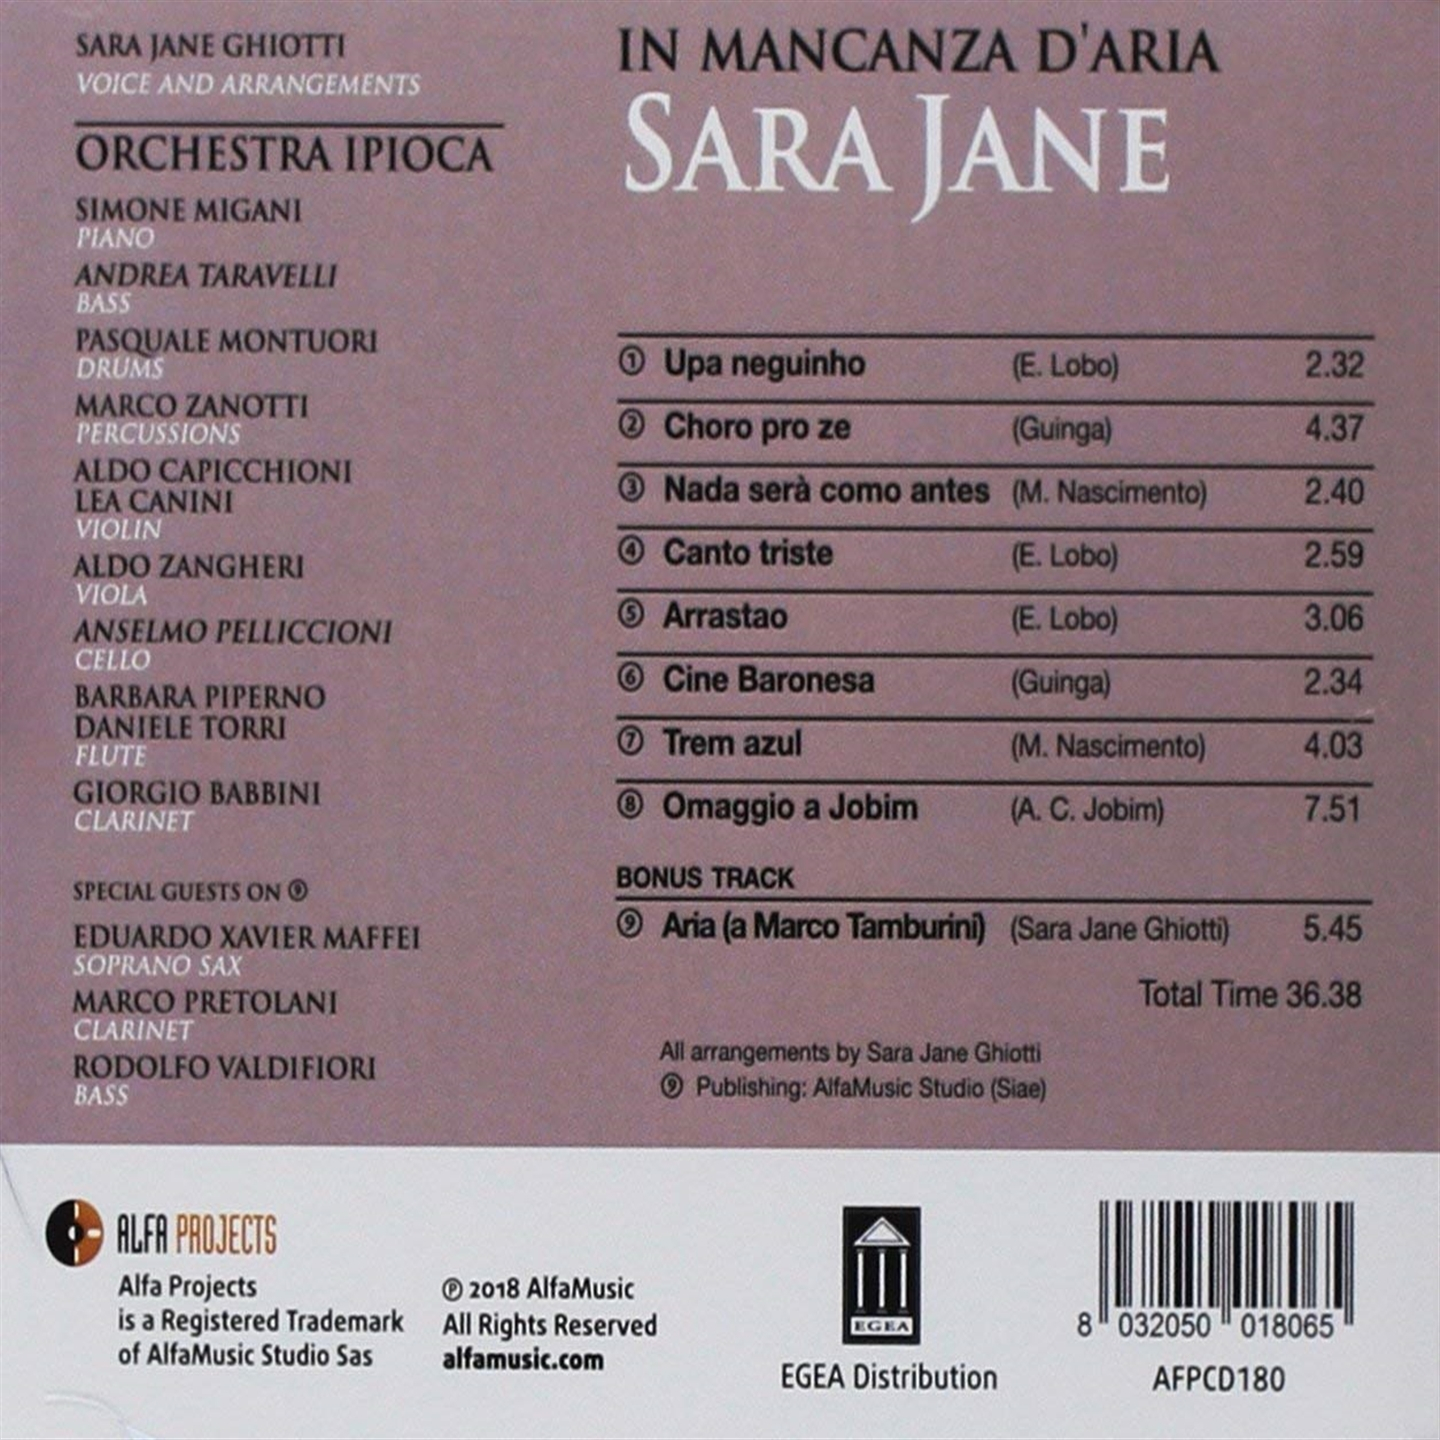 SARA JANE GHIOTTI
VOICE AND ARRANGEMENTS
ORCHESTRA IPIOCA
SIMONE MIGANI
PIANO
ANDREA TARAVELLI
BASS
PASQUALE MONTUORI
DRUMS
MARCO ZANOTTI
PERCUSSIONS
ALDO CAPICCHIONI
LEA CANINI
VIOLIN
ALDO ZANGHERI
VIOLA
ANSELMO PELLICCIONI
CELLO
BARBARA PIPERNO
DANIELE TORRI
FLUTE
GIORGIO BABBINI
CLARINET
SPECIAL GUESTS ON ⑨
EDUARDO XAVIER MAFFEI
SOPRANO SAX
MARCO PRETOLANI
CLARINET
RODOLFO VALDIFIORI
BASS
IN MANCANZA D'ARIA
SARA JANE
① Upa neguinho (E. Lobo) 2.32
② Choro pro ze (Guinga) 4.37
③ Nada serà como antes (M. Nascimento) 2.40
④ Canto triste (E. Lobo) 2.59
⑤ Arrastao (E. Lobo) 3.06
⑥ Cine Baronesa (Guinga) 2.34
⑦ Trem azul (M. Nascimento) 4.03
⑧ Omaggio a Jobim (A. C. Jobim) 7.51
BONUS TRACK
⑨ Aria (a Marco Tamburini) (Sara Jane Ghiotti) 5.45
Total Time 36.38
All arrangements by Sara Jane Ghiotti
⑨ Publishing: AlfaMusic Studio (Siae)
ALFA PROJECTS
Alfa Projects
is a Registered Trademark
of AlfaMusic Studio Sas
℗ 2018 AlfaMusic
All Rights Reserved
alfamusic.com
EGEA
EGEA Distribution
8 032050 018065
AFPCD180